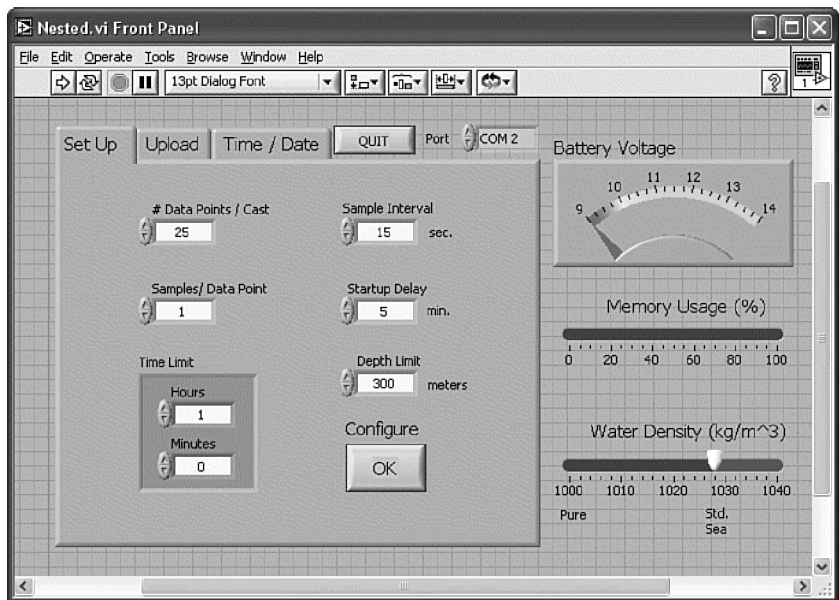 Nested.vi Front Panel
File Edit Operate Tools Browse Window Help
13pt Dialog Font
?
1
Set Up Upload Time / Date QUIT Port COM 2
# Data Points / Cast
25
Sample Interval
15 sec.
Samples/ Data Point
1
Startup Delay
5 min.
Time Limit
Hours
1
Minutes
0
Depth Limit
300 meters
Configure
OK
Battery Voltage
9 10 11 12 13 14
Memory Usage (%)
0 20 40 60 80 100
Water Density (kg/m^3)
1000 1010 1020 1030 1040
Pure Std.
Sea